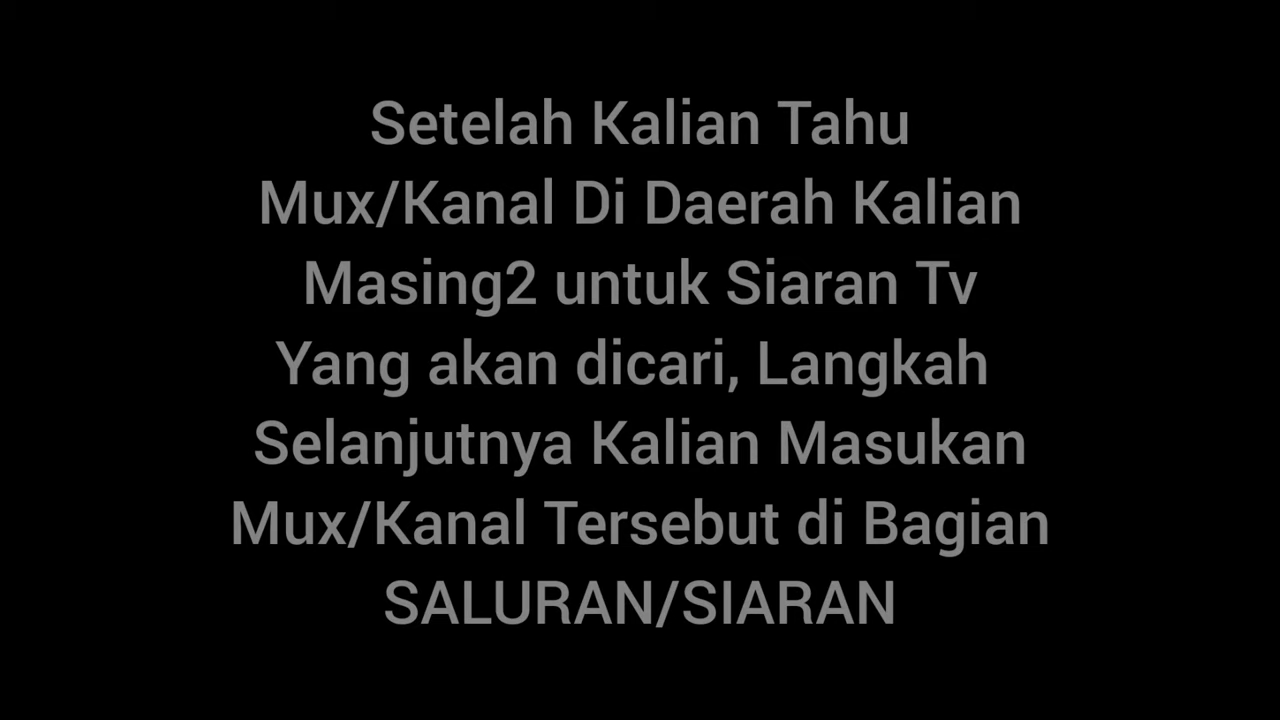 Setelah Kalian Tahu
Mux/Kanal Di Daerah Kalian
Masing2 untuk Siaran Tv
Yang akan dicari, Langkah
Selanjutnya Kalian Masukan
Mux/Kanal Tersebut di Bagian
SALURAN/SIARAN